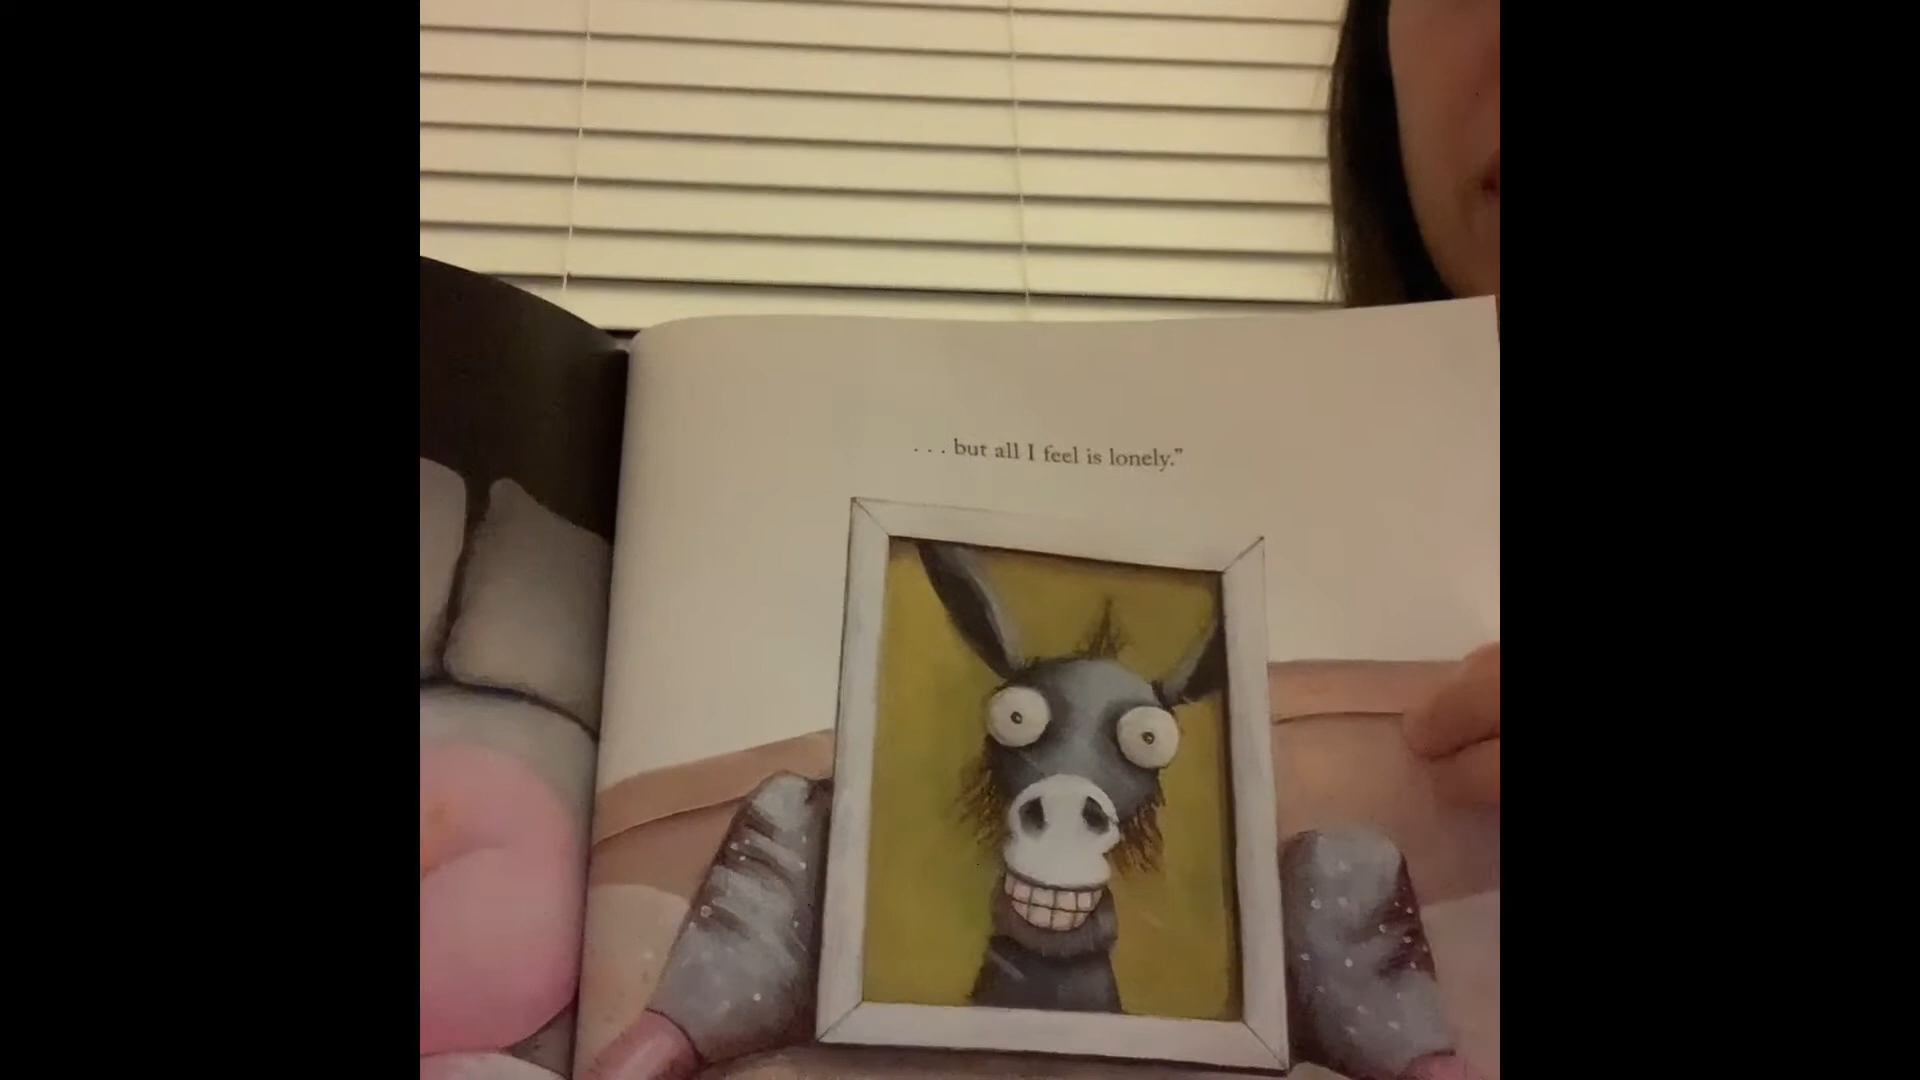 . . . but all I feel is lonely.”